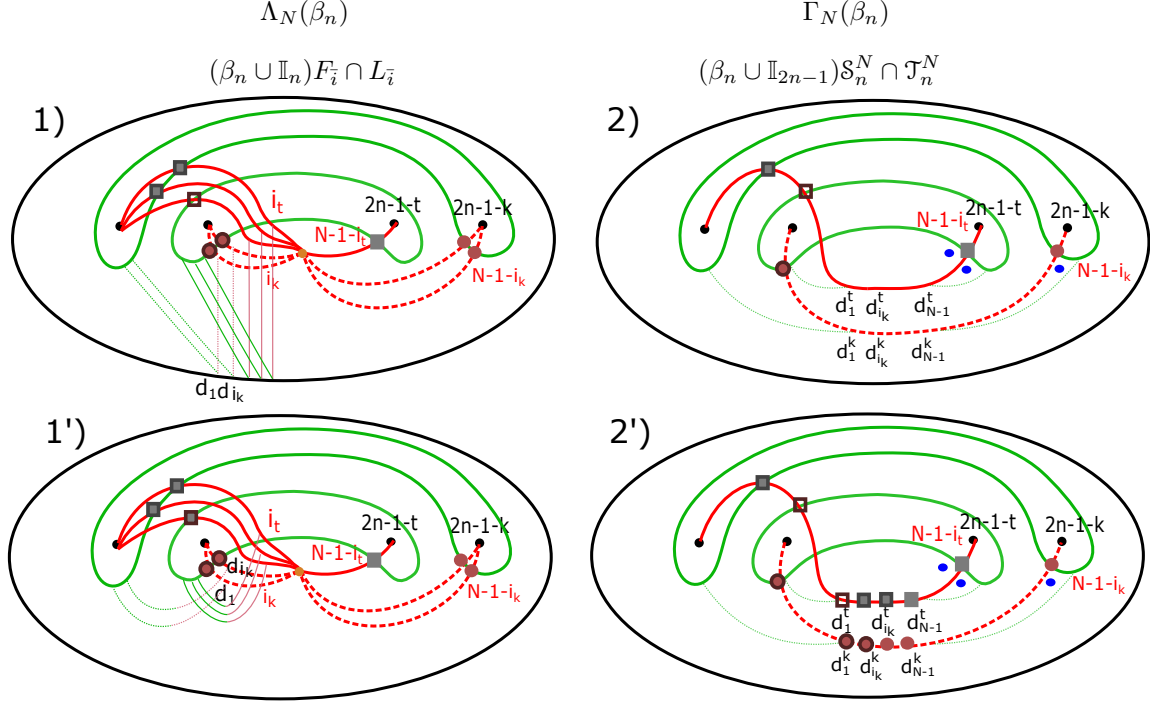 Λ_N(β_n)
Γ_N(β_n)
(β_n ∪ 𝕀_n)F_{\bar{i}} ∩ L_{\bar{i}}
(β_n ∪ 𝕀_{2n−1})𝒮_n^N ∩ 𝒯_n^N
1)
i_t
2n-1-t
2n-1-k
N-1-i_t
i_k
N-1-i_k
d_1 d_{i_k}
2)
N-1-i_t
2n-1-t
2n-1-k
N-1-i_k
d_1^t d_{i_k}^t d_{N-1}^t
d_1^k d_{i_k}^k d_{N-1}^k
1')
i_t
2n-1-t
2n-1-k
N-1-i_t
d_{i_k}
d_1
i_k
N-1-i_k
2')
N-1-i_t
2n-1-t
2n-1-k
N-1-i_k
d_1^t d_{i_k}^t d_{N-1}^t
d_1^k d_{i_k}^k d_{N-1}^k